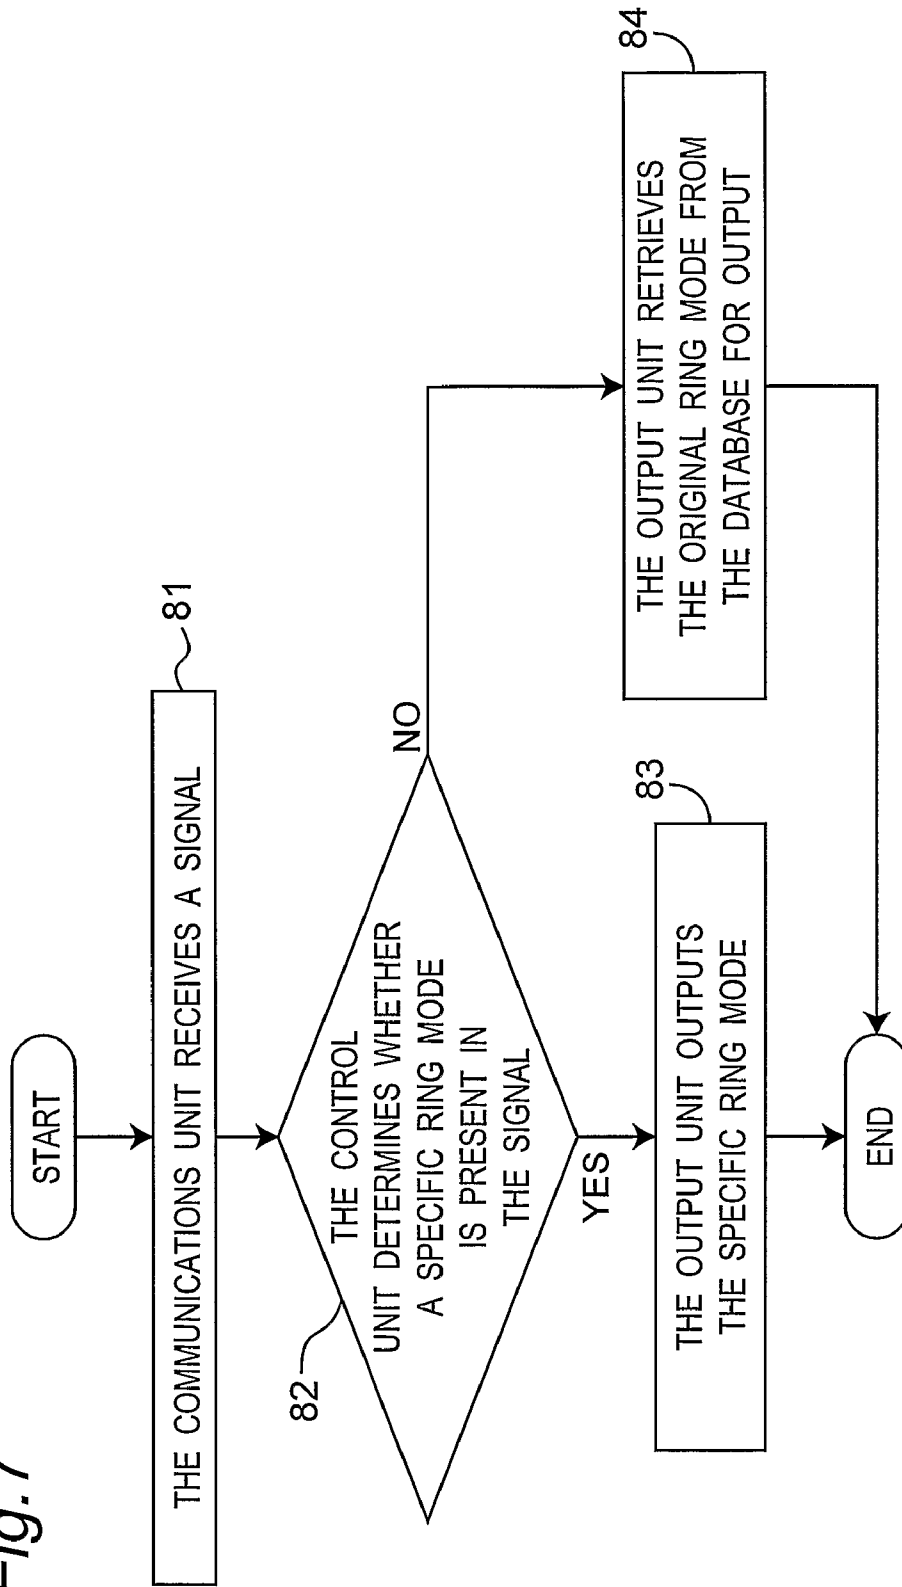 Fig. 7
START
THE COMMUNICATIONS UNIT RECEIVES A SIGNAL
81
THE CONTROL
UNIT DETERMINES WHETHER
A SPECIFIC RING MODE
IS PRESENT IN
THE SIGNAL
82
YES
NO
THE OUTPUT UNIT OUTPUTS
THE SPECIFIC RING MODE
83
THE OUTPUT UNIT RETRIEVES
THE ORIGINAL RING MODE FROM
THE DATABASE FOR OUTPUT
84
END